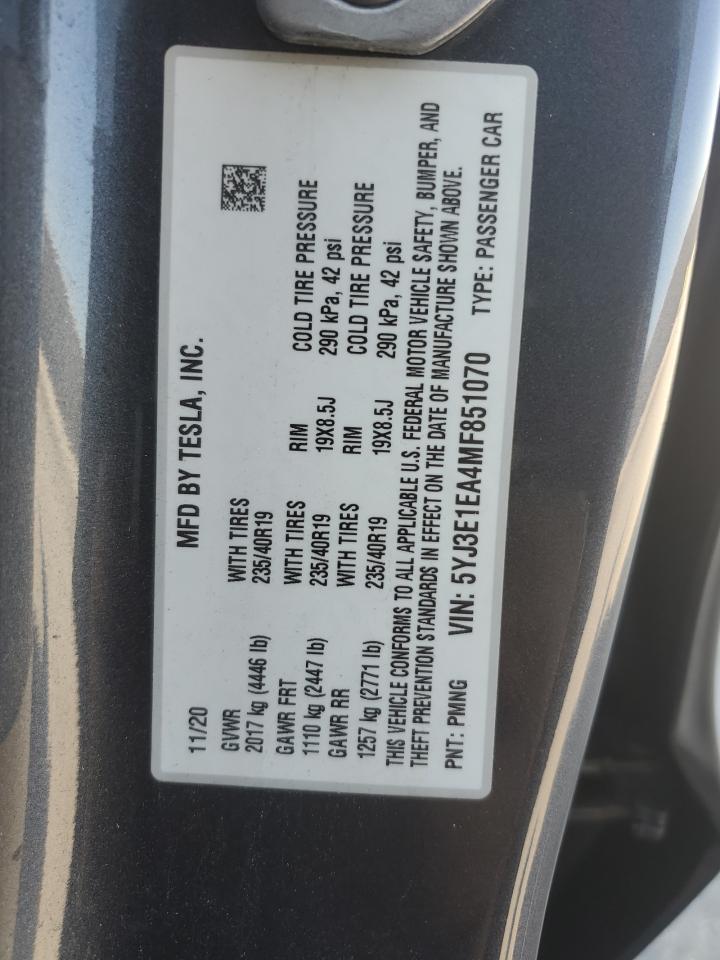 MFD BY TESLA, INC.
11/20
GVWR WITH TIRES
2017 kg (4446 lb) 235/40R19
GAWR FRT WITH TIRES RIM COLD TIRE PRESSURE
1110 kg (2447 lb) 235/40R19 19X8.5J 290 kPa, 42 psi
GAWR RR WITH TIRES RIM COLD TIRE PRESSURE
1257 kg (2771 lb) 235/40R19 19X8.5J 290 kPa, 42 psi
THIS VEHICLE CONFORMS TO ALL APPLICABLE U.S. FEDERAL MOTOR VEHICLE SAFETY, BUMPER, AND
THEFT PREVENTION STANDARDS IN EFFECT ON THE DATE OF MANUFACTURE SHOWN ABOVE.
PNT: PMNG VIN: 5YJ3E1EA4MF851070 TYPE: PASSENGER CAR